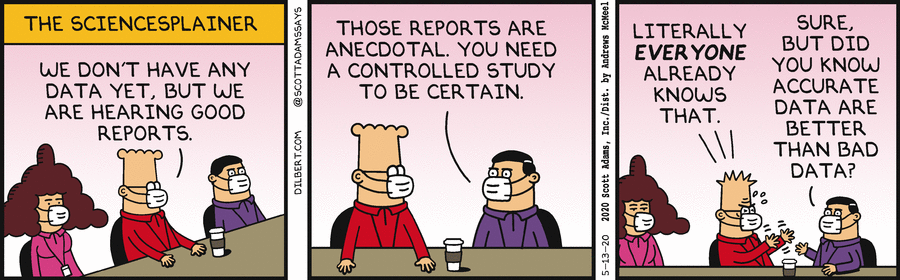 THE SCIENCESPLAINER
WE DON'T HAVE ANY
DATA YET, BUT WE
ARE HEARING GOOD
REPORTS.
DILBERT.COM @SCOTTADAMSSAYS
THOSE REPORTS ARE
ANECDOTAL. YOU NEED
A CONTROLLED STUDY
TO BE CERTAIN.
5-13-20 2020 Scott Adams, Inc./Dist. by Andrews McMeel
LITERALLY
EVERYONE
ALREADY
KNOWS
THAT.
SURE,
BUT DID
YOU KNOW
ACCURATE
DATA ARE
BETTER
THAN BAD
DATA?